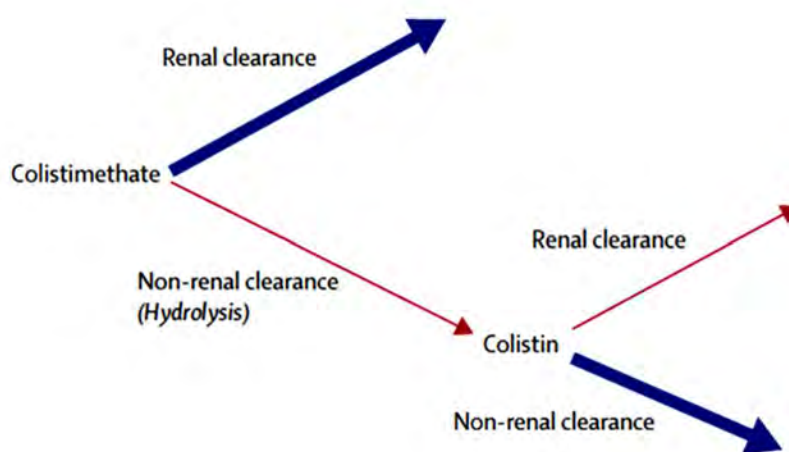 Renal clearance
Colistimethate
Renal clearance
Non-renal clearance
(Hydrolysis)
Colistin
Non-renal clearance